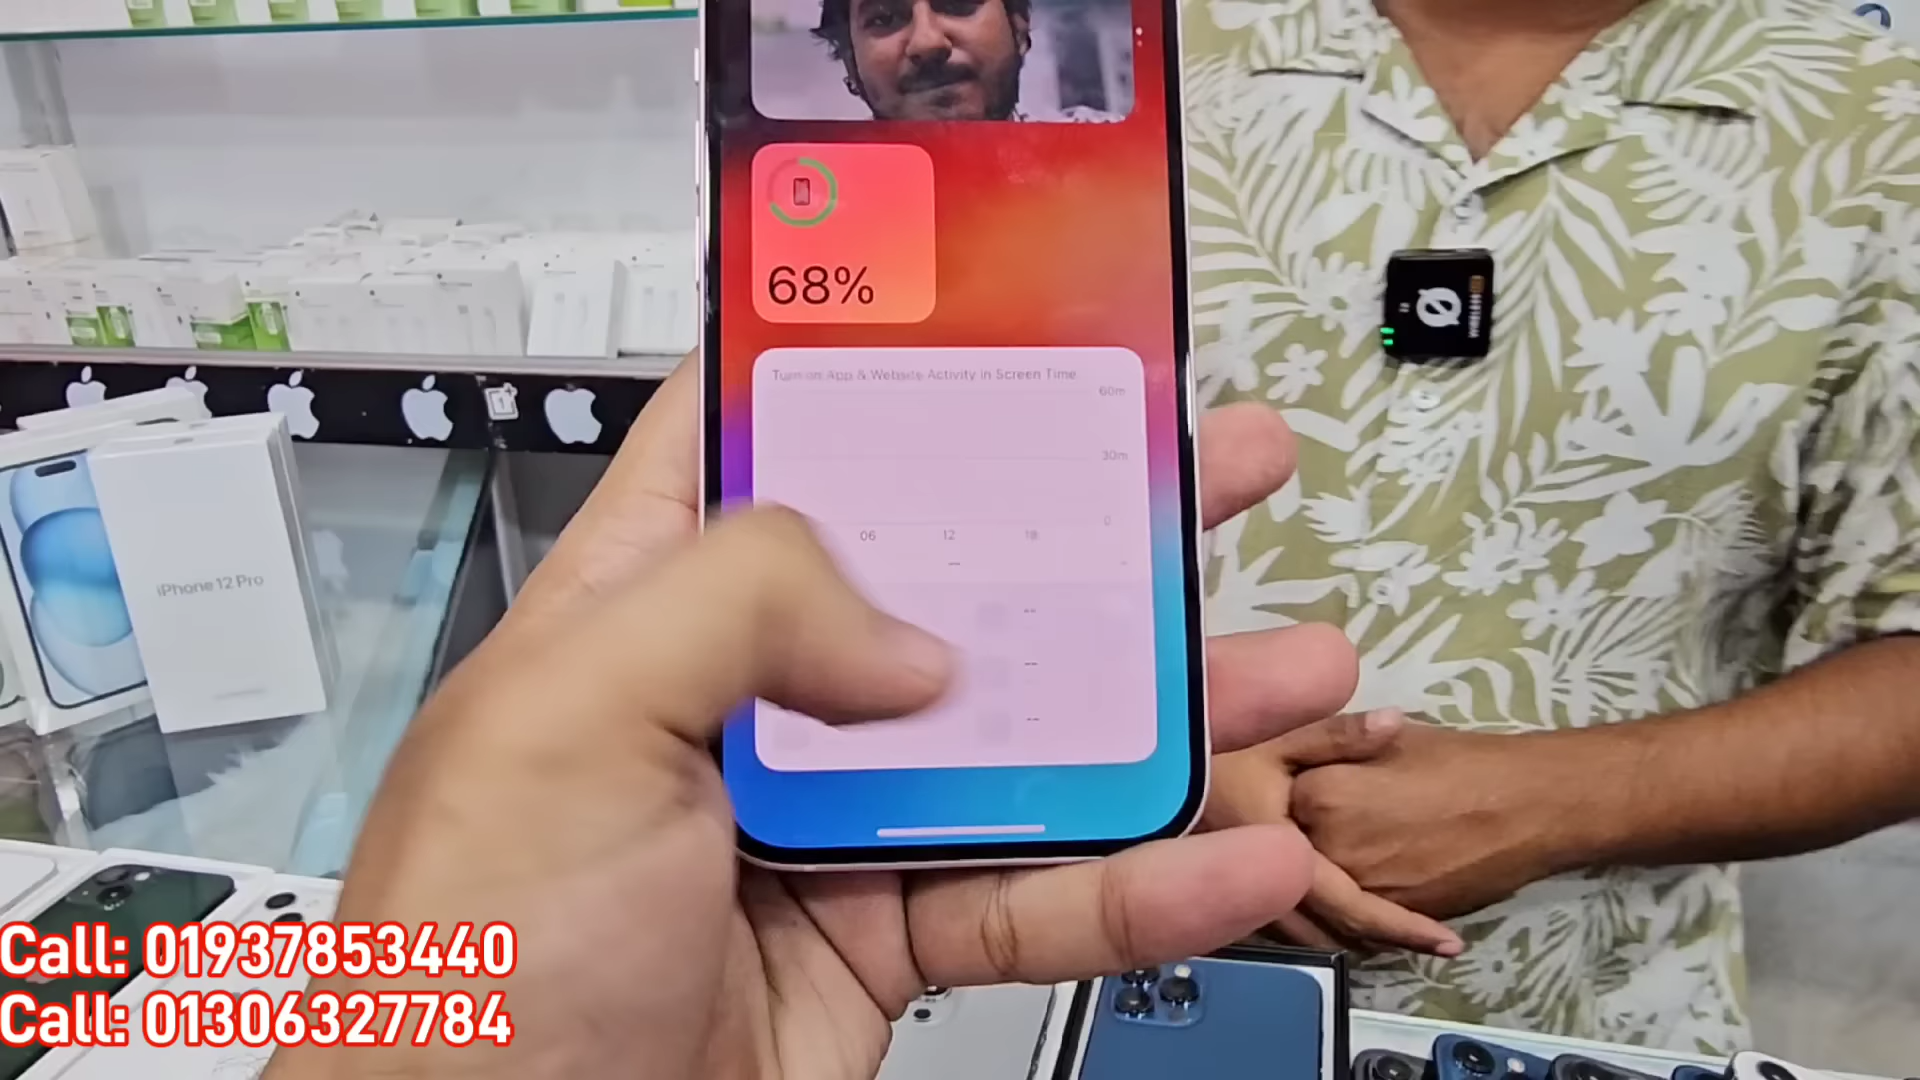 68%
Turn on App & Website Activity in Screen Time.
60m
30m
0
06 12 18
--
--
--
iPhone 12 Pro
Call: 01937853440
Call: 01306327784